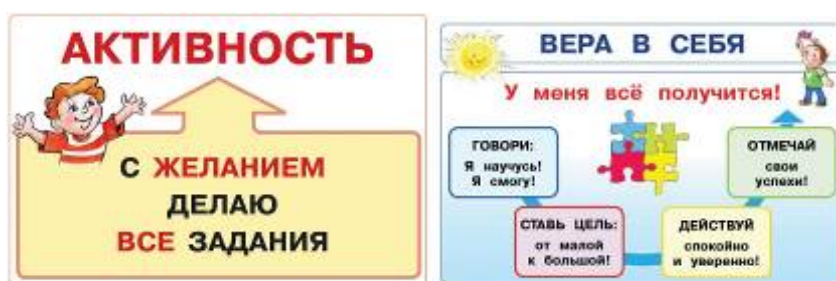 АКТИВНОСТЬ
С ЖЕЛАНИЕМ
ДЕЛАЮ
ВСЕ ЗАДАНИЯ
ВЕРА В СЕБЯ
У меня всё получится!
ГОВОРИ:
Я научусь!
Я смогу!
СТАВЬ ЦЕЛЬ:
от малой
к большой!
ДЕЙСТВУЙ
спокойно
и уверенно!
ОТМЕЧАЙ
свои
успехи!